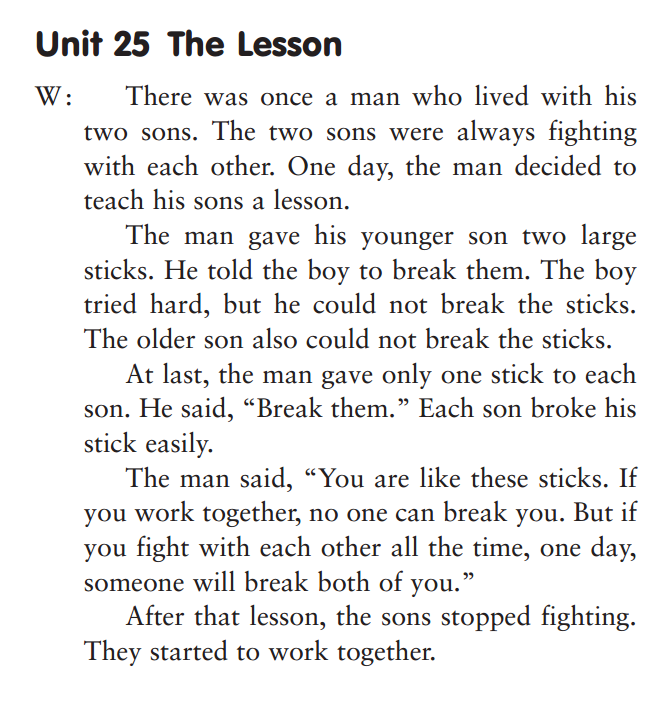 Unit 25 The Lesson
W: There was once a man who lived with his
two sons. The two sons were always fighting
with each other. One day, the man decided to
teach his sons a lesson.
The man gave his younger son two large
sticks. He told the boy to break them. The boy
tried hard, but he could not break the sticks.
The older son also could not break the sticks.
At last, the man gave only one stick to each
son. He said, “Break them.” Each son broke his
stick easily.
The man said, “You are like these sticks. If
you work together, no one can break you. But if
you fight with each other all the time, one day,
someone will break both of you.”
After that lesson, the sons stopped fighting.
They started to work together.